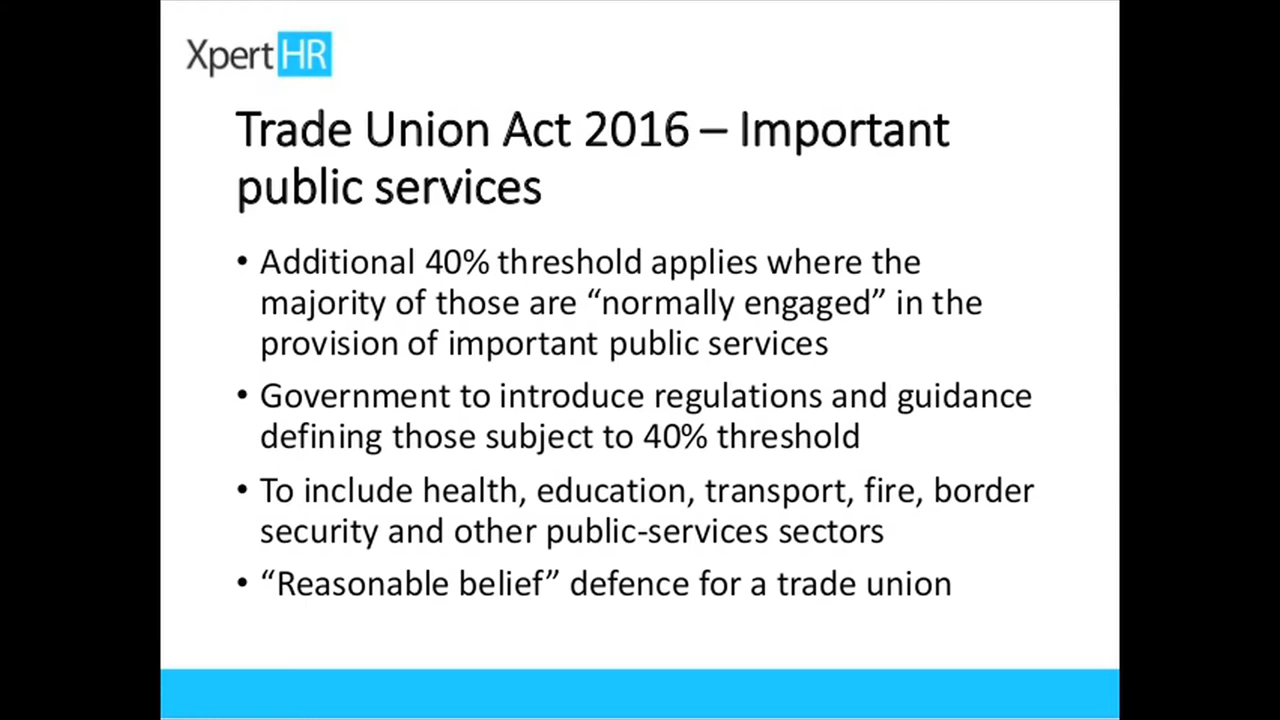 XpertHR
Trade Union Act 2016 – Important
public services
• Additional 40% threshold applies where the
majority of those are “normally engaged” in the
provision of important public services
• Government to introduce regulations and guidance
defining those subject to 40% threshold
• To include health, education, transport, fire, border
security and other public-services sectors
• “Reasonable belief” defence for a trade union